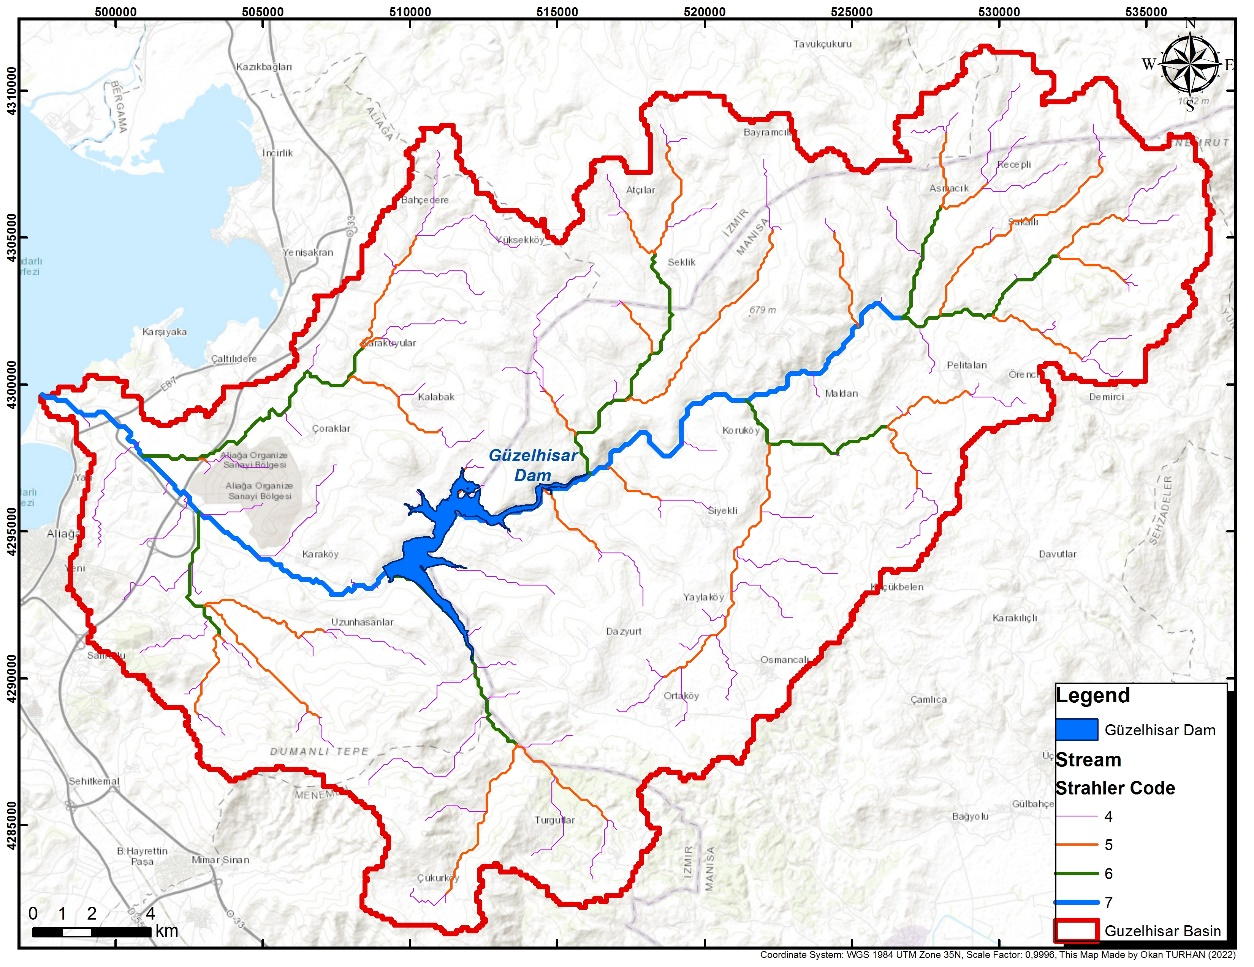 500000
505000
510000
515000
520000
525000
530000
535000
4310000
4305000
4300000
4295000
4290000
4285000
N
W
E
S
Tavukçukuru
Kazıkbağları
BERGAMA
ALİAĞA
İncirlik
Bayramcılı
NEMRUT
Recepli
Asmacık
Atçılar
Bahçedere
Sakallı
İZMİR
MANİSA
Yüksekköy
Seklik
Yenişakran
679 m
Karşıyaka
Çaltılıdere
Karakuyular
E87
Pelitalan
Örenc
Demirci
Kalabak
Maldan
Çoraklar
Koruköy
Güzelhisar
Dam
Aliağa Organize
Sanayi Bölgesi
Aliağa Organize
Sanayi Bölgesi
Siyekli
ŞEHZADELER
Aliağa
Karaköy
Davutlar
Yeni
Küçükbelen
Yaylaköy
Uzunhasanlar
Dazyurt
Karakılıçlı
Osmancalı
Ortaköy
Çamlıca
DUMANLI TEPE
MENEME
Şehitkemal
Gülbahçe
Bağyolu
Turgutlar
B.Hayrettin
Paşa
Mimar Sinan
Çukurköy
İZMİR
MANİSA
O-33
Legend
Güzelhisar Dam
Stream
Strahler Code
4
5
6
7
Guzelhisar Basin
0 1 2 4
km
Coordinate System: WGS 1984 UTM Zone 35N, Scale Factor: 0,9996, This Map Made by Okan TURHAN (2022)